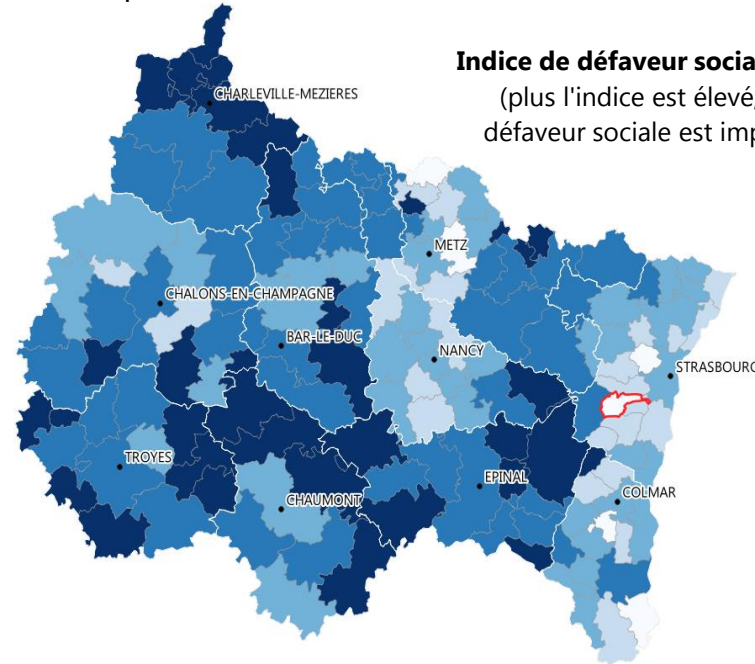 Indice de défaveur socia
(plus l'indice est élevé,
défaveur sociale est imp
CHARLEVILLE-MEZIERES
METZ
CHALONS-EN-CHAMPAGNE
BAR-LE-DUC
NANCY
STRASBOURG
TROYES
EPINAL
CHAUMONT
COLMAR